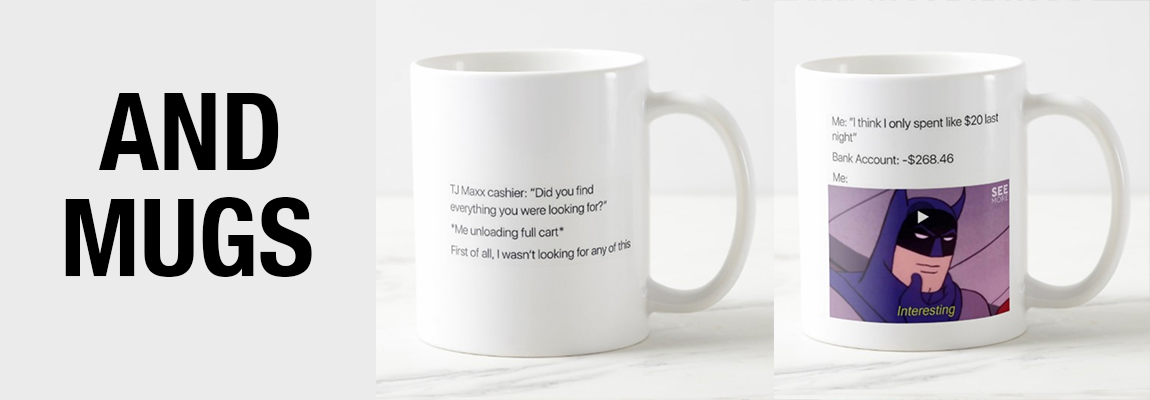 AND
MUGS
TJ Maxx cashier: “Did you find
everything you were looking for?”
*Me unloading full cart*
First of all, I wasn’t looking for any of this
Me: “I think I only spent like $20 last
night”
Bank Account: -$268.46
Me:
SEE
MORE
Interesting